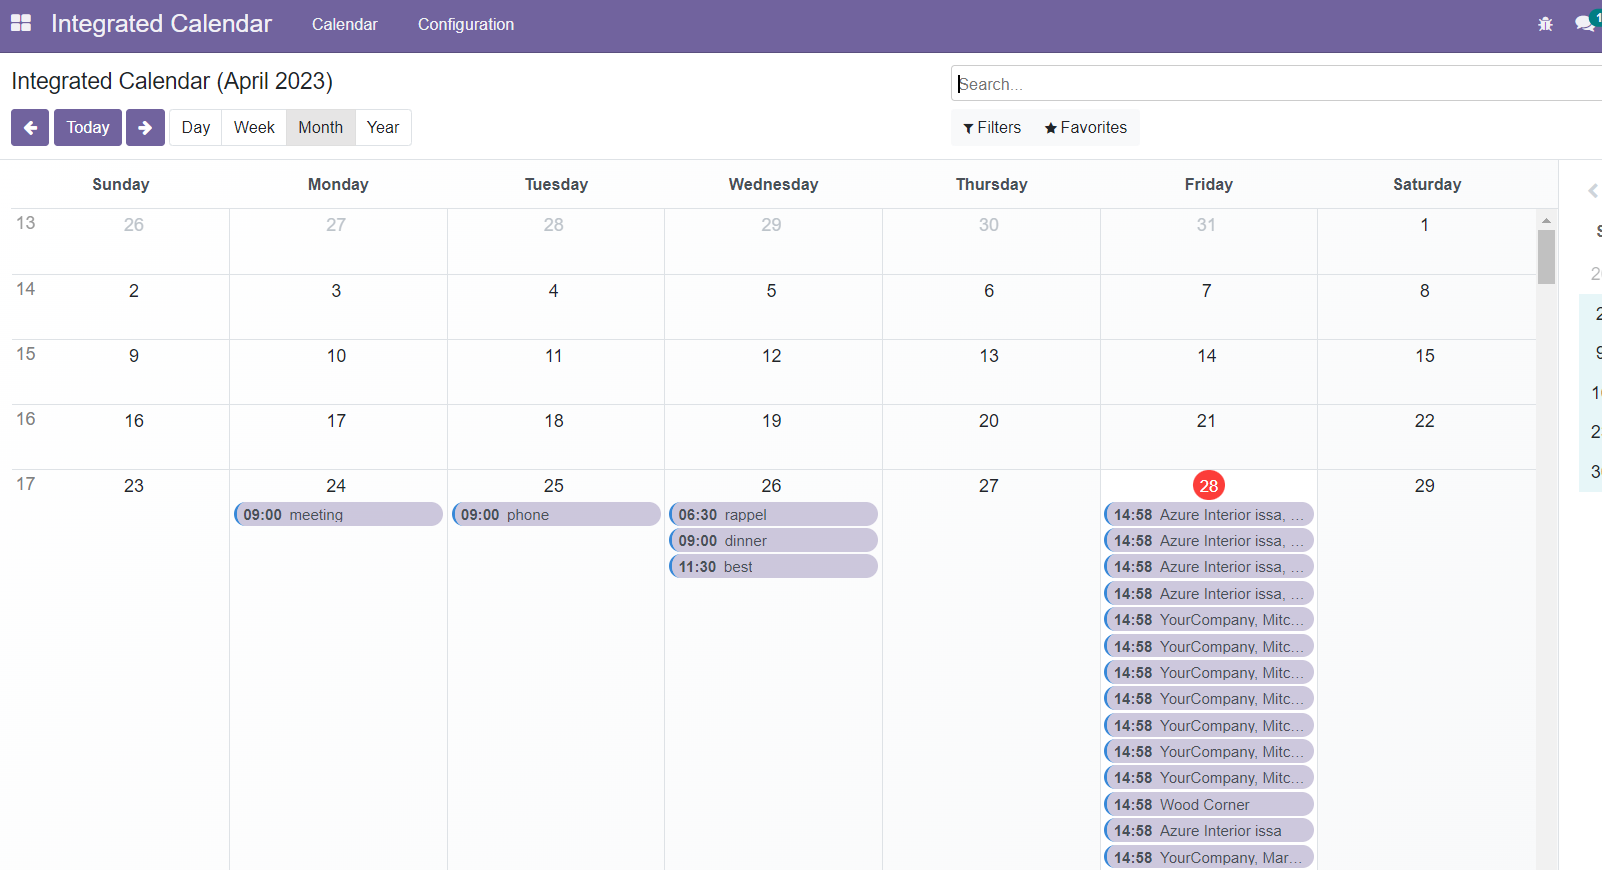 Integrated Calendar Calendar Configuration 1
Integrated Calendar (April 2023)
Search...
Today Day Week Month Year Filters Favorites
Sunday Monday Tuesday Wednesday Thursday Friday Saturday
13 26 27 28 29 30 31 1
14 2 3 4 5 6 7 8
15 9 10 11 12 13 14 15
16 16 17 18 19 20 21 22
17 23 24 25 26 27 28 29
09:00 meeting 09:00 phone 06:30 rappel 14:58 Azure Interior issa, ...
09:00 dinner 14:58 Azure Interior issa, ...
11:30 best 14:58 Azure Interior issa, ...
14:58 Azure Interior issa, ...
14:58 YourCompany, Mitc...
14:58 YourCompany, Mitc...
14:58 YourCompany, Mitc...
14:58 YourCompany, Mitc...
14:58 YourCompany, Mitc...
14:58 YourCompany, Mitc...
14:58 YourCompany, Mitc...
14:58 Wood Corner
14:58 Azure Interior issa
14:58 YourCompany, Mar...